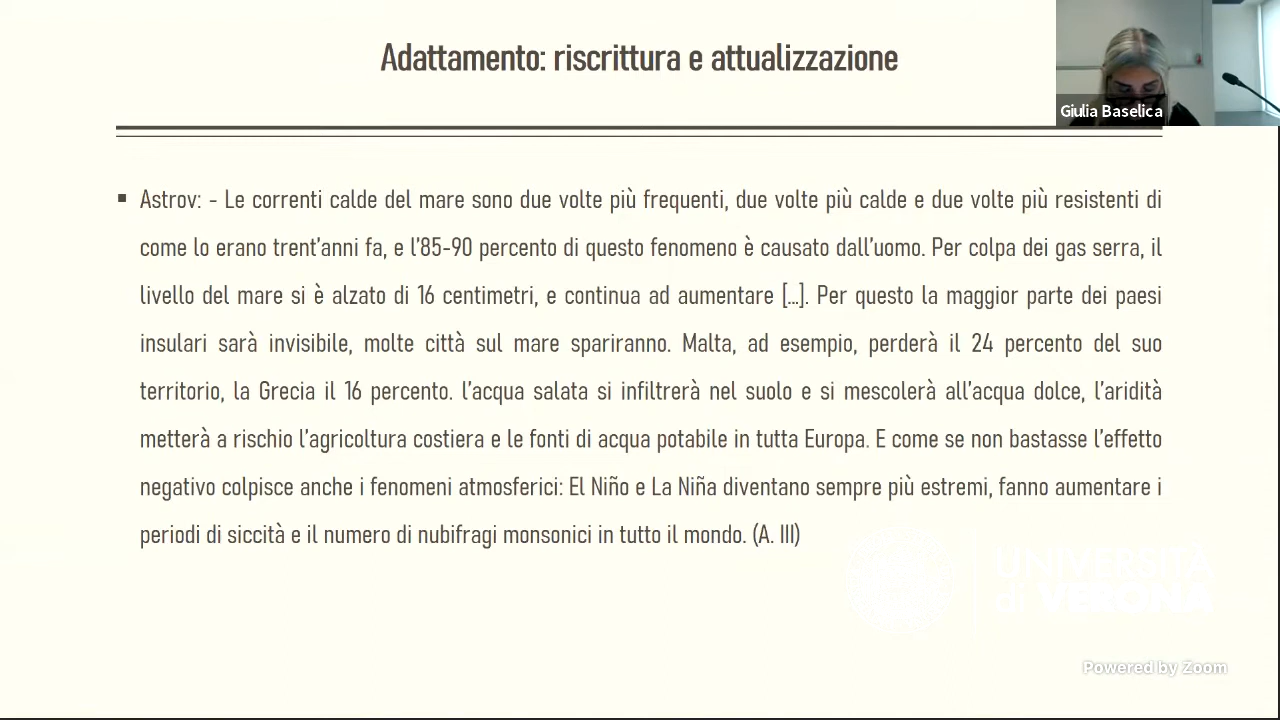 Adattamento: riscrittura e attualizzazione
Giulia Baselica
▪ Astrov: - Le correnti calde del mare sono due volte più frequenti, due volte più calde e due volte più resistenti di
come lo erano trent'anni fa, e l'85-90 percento di questo fenomeno è causato dall'uomo. Per colpa dei gas serra, il
livello del mare si è alzato di 16 centimetri, e continua ad aumentare [...]. Per questo la maggior parte dei paesi
insulari sarà invisibile, molte città sul mare spariranno. Malta, ad esempio, perderà il 24 percento del suo
territorio, la Grecia il 16 percento. l'acqua salata si infiltrerà nel suolo e si mescolerà all'acqua dolce, l'aridità
metterà a rischio l'agricoltura costiera e le fonti di acqua potabile in tutta Europa. E come se non bastasse l'effetto
negativo colpisce anche i fenomeni atmosferici: El Niño e La Niña diventano sempre più estremi, fanno aumentare i
periodi di siccità e il numero di nubifragi monsonici in tutto il mondo. (A. III)
UNIVERSITÀ
di VERONA
Powered by Zoom